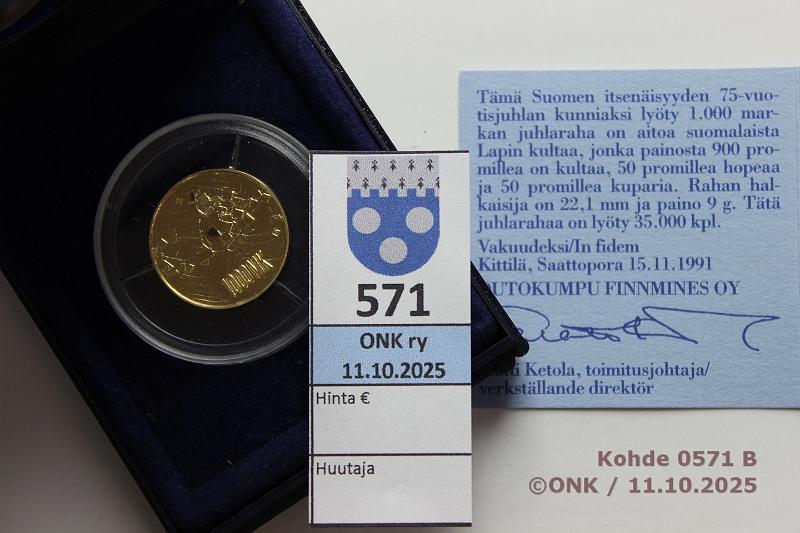 Tämä Suomen itsenäisyyden 75-vuo-
tisjuhlan kunniaksi lyöty 1.000 mar-
kan juhlaraha on aitoa suomalaista
Lapin kultaa, jonka painosta 900 pro-
millea on kultaa, 50 promillea hopeaa
ja 50 promillea kuparia. Rahan hal-
kaisija on 22,1 mm ja paino 9 g. Tätä
juhlarahaa on lyöty 35.000 kpl.
Vakuudeksi/In fidem
Kittilä, Saattopora 15.11.1991
UTOKUMPU FINNMINES OY
Ketola, toimitusjohtaja/
verkställande direktör
1000 MK
571
ONK ry
11.10.2025
Hinta €
Huutaja
Kohde 0571 B
©ONK / 11.10.2025